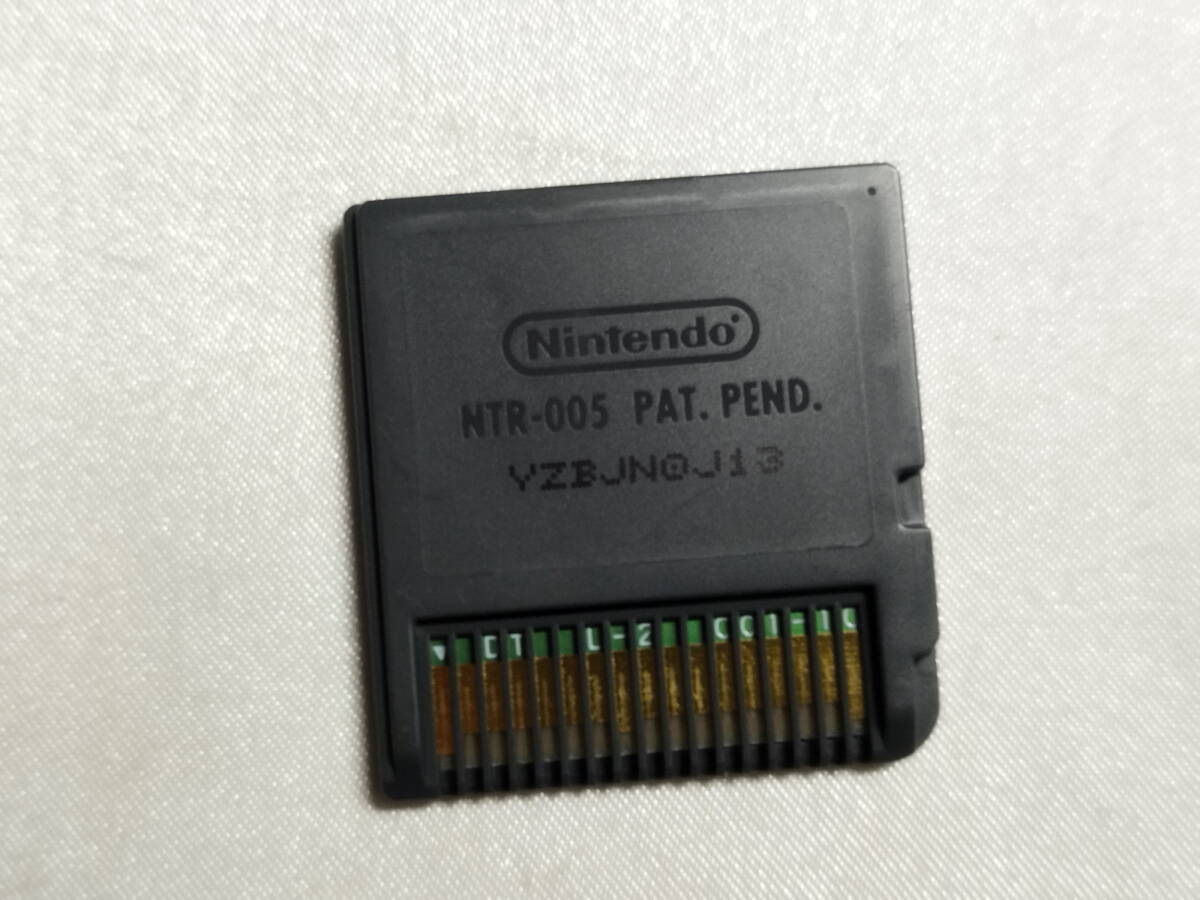 Nintendo
NTR-005 PAT. PEND.
YZBJN0J13